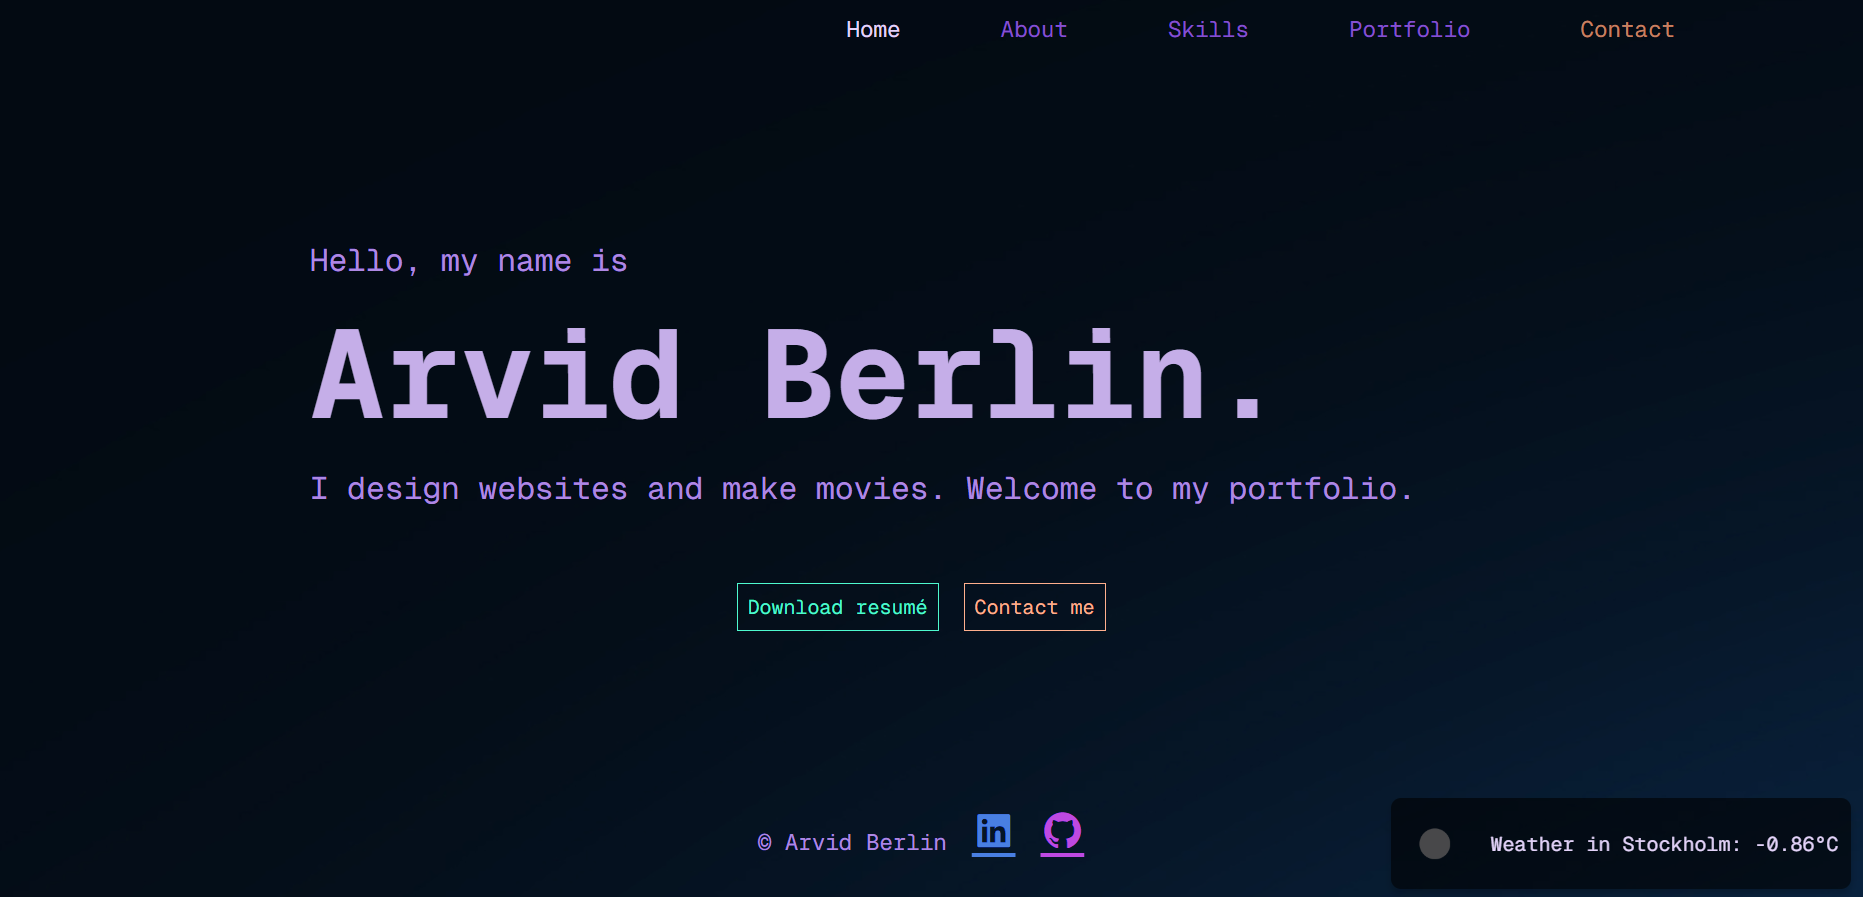 Home About Skills Portfolio Contact
Hello, my name is
Arvid Berlin.
I design websites and make movies. Welcome to my portfolio.
Download resumé Contact me
© Arvid Berlin in
Weather in Stockholm: -0.86°C